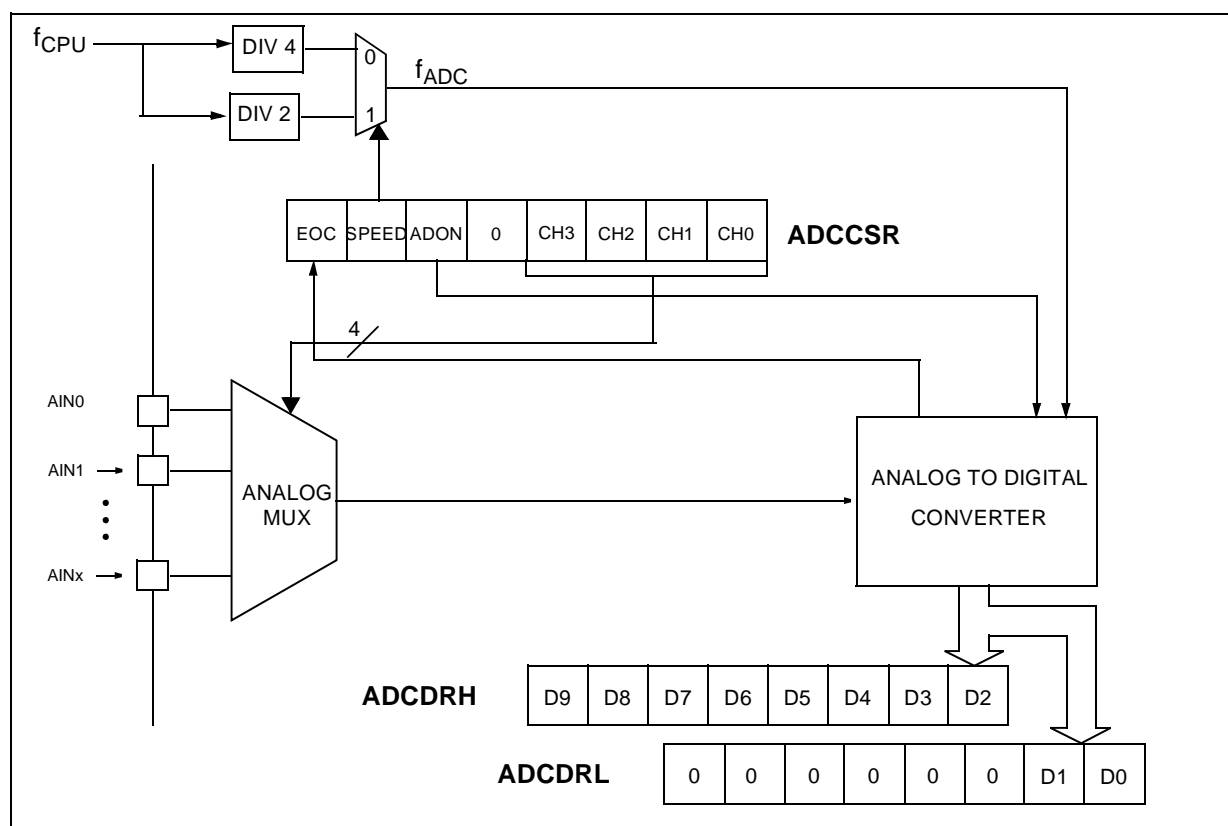 fCPU
DIV 4
0
fADC
DIV 2
1
EOC SPEED ADON 0 CH3 CH2 CH1 CH0 ADCCSR
4
AIN0
AIN1
ANALOG
MUX
ANALOG TO DIGITAL
CONVERTER
AINx
ADCDRH D9 D8 D7 D6 D5 D4 D3 D2
ADCDRL 0 0 0 0 0 0 D1 D0